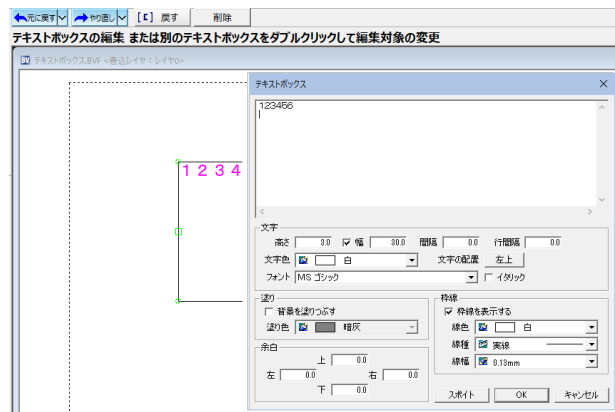 元に戻す やり直し 【C】 戻す 削除
テキストボックスの編集 または別のテキストボックスをダブルクリックして編集対象の変更
テキストボックス.BVF <書込レイヤ：レイヤ0>
1 2 3 4
テキストボックス
123456
文字
高さ 3.0 幅 30.0 間隔 0.0 行間隔 0.0
文字色 白 文字の配置 左上
フォント MS ゴシック イタリック
塗り
背景を塗りつぶす
塗り色 暗灰
余白
上 0.0
左 0.0 右 0.0
下 0.0
枠線
枠線を表示する
線色 白
線種 実線
線幅 0.13mm
スポイト OK キャンセル